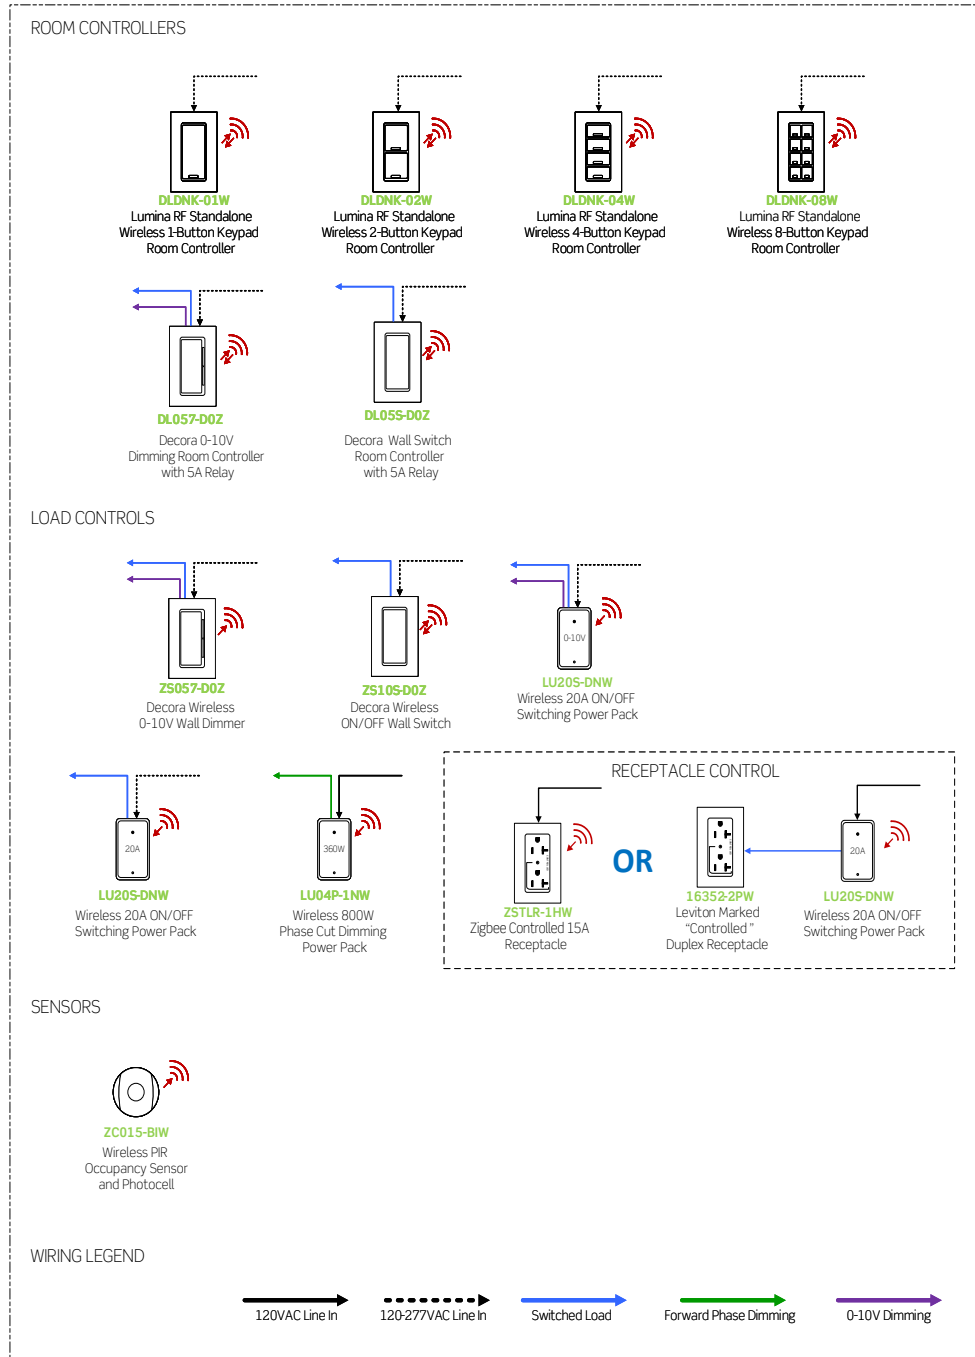 ROOM CONTROLLERS
DLDNK-01W
Lumina RF Standalone
Wireless 1-Button Keypad
Room Controller
DLDNK-02W
Lumina RF Standalone
Wireless 2-Button Keypad
Room Controller
DLDNK-04W
Lumina RF Standalone
Wireless 4-Button Keypad
Room Controller
DLDNK-08W
Lumina RF Standalone
Wireless 8-Button Keypad
Room Controller
DL057-D0Z
Decora 0-10V
Dimming Room Controller
with 5A Relay
DL05S-D0Z
Decora Wall Switch
Room Controller
with 5A Relay
LOAD CONTROLS
ZS057-D0Z
Decora Wireless
0-10V Wall Dimmer
ZS10S-D0Z
Decora Wireless
ON/OFF Wall Switch
0-10V
LU20S-DNW
Wireless 20A ON/OFF
Switching Power Pack
20A
LU20S-DNW
Wireless 20A ON/OFF
Switching Power Pack
360W
LU04P-1NW
Wireless 800W
Phase Cut Dimming
Power Pack
RECEPTACLE CONTROL
ZSTLR-1HW
Zigbee Controlled 15A
Receptacle
OR
16352-2PW
Leviton Marked
"Controlled "
Duplex Receptacle
20A
LU20S-DNW
Wireless 20A ON/OFF
Switching Power Pack
SENSORS
ZC015-BIW
Wireless PIR
Occupancy Sensor
and Photocell
WIRING LEGEND
120VAC Line In
120-277VAC Line In
Switched Load
Forward Phase Dimming
0-10V Dimming